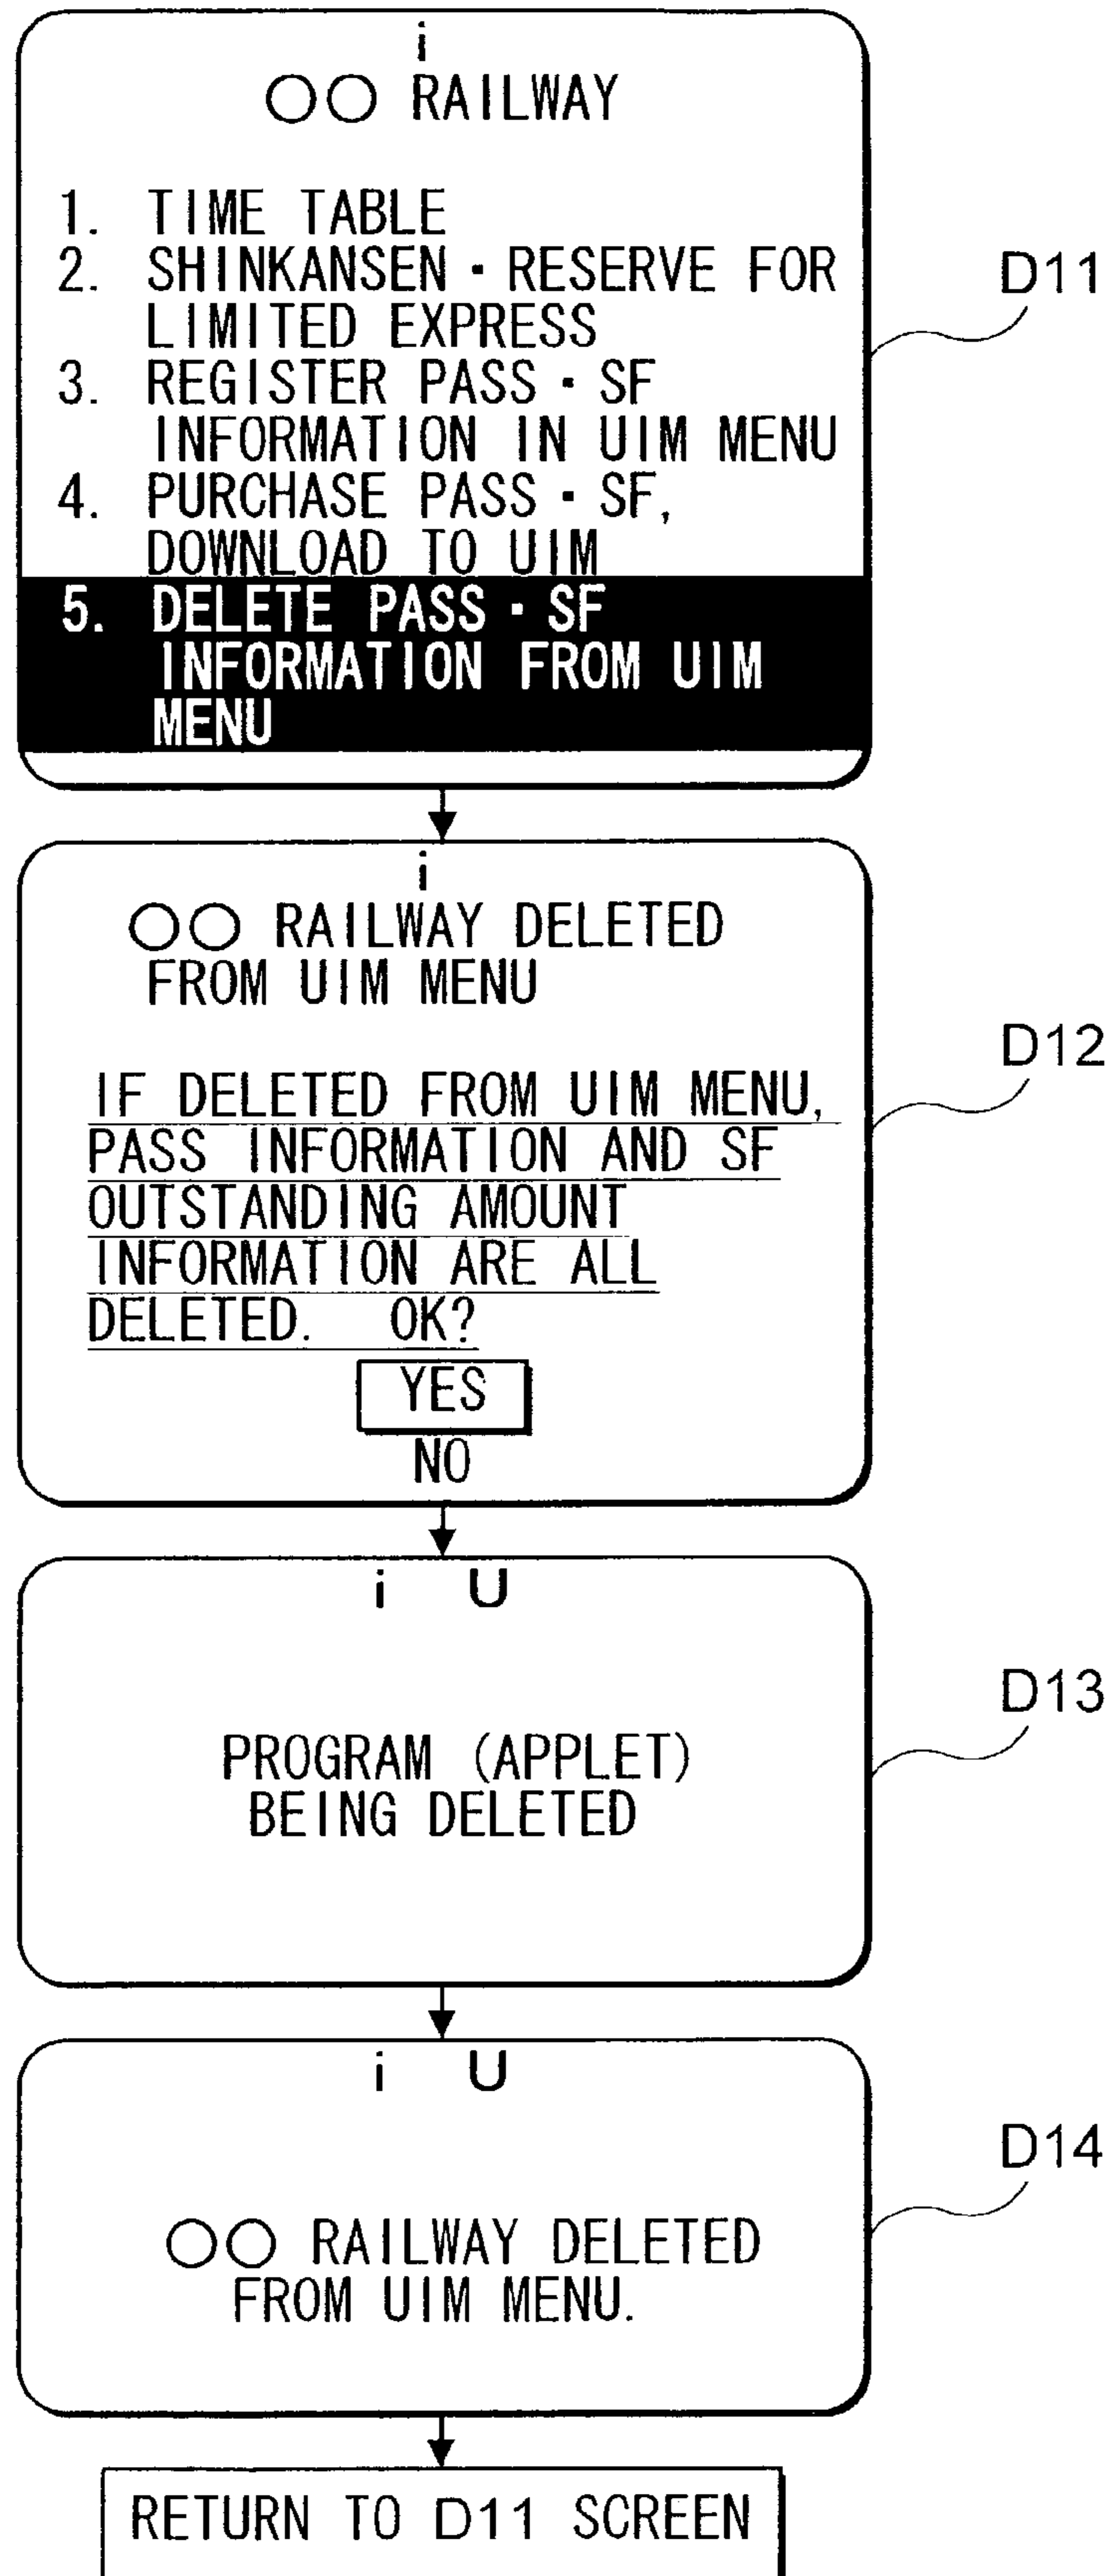 i
○○ RAILWAY
1. TIME TABLE
2. SHINKANSEN・RESERVE FOR
LIMITED EXPRESS
3. REGISTER PASS・SF
INFORMATION IN UIM MENU
4. PURCHASE PASS・SF,
DOWNLOAD TO UIM
5. DELETE PASS・SF
INFORMATION FROM UIM
MENU
D11
i
○○ RAILWAY DELETED
FROM UIM MENU
IF DELETED FROM UIM MENU,
PASS INFORMATION AND SF
OUTSTANDING AMOUNT
INFORMATION ARE ALL
DELETED. OK?
YES
NO
D12
i U
PROGRAM (APPLET)
BEING DELETED
D13
i U
○○ RAILWAY DELETED
FROM UIM MENU.
D14
RETURN TO D11 SCREEN